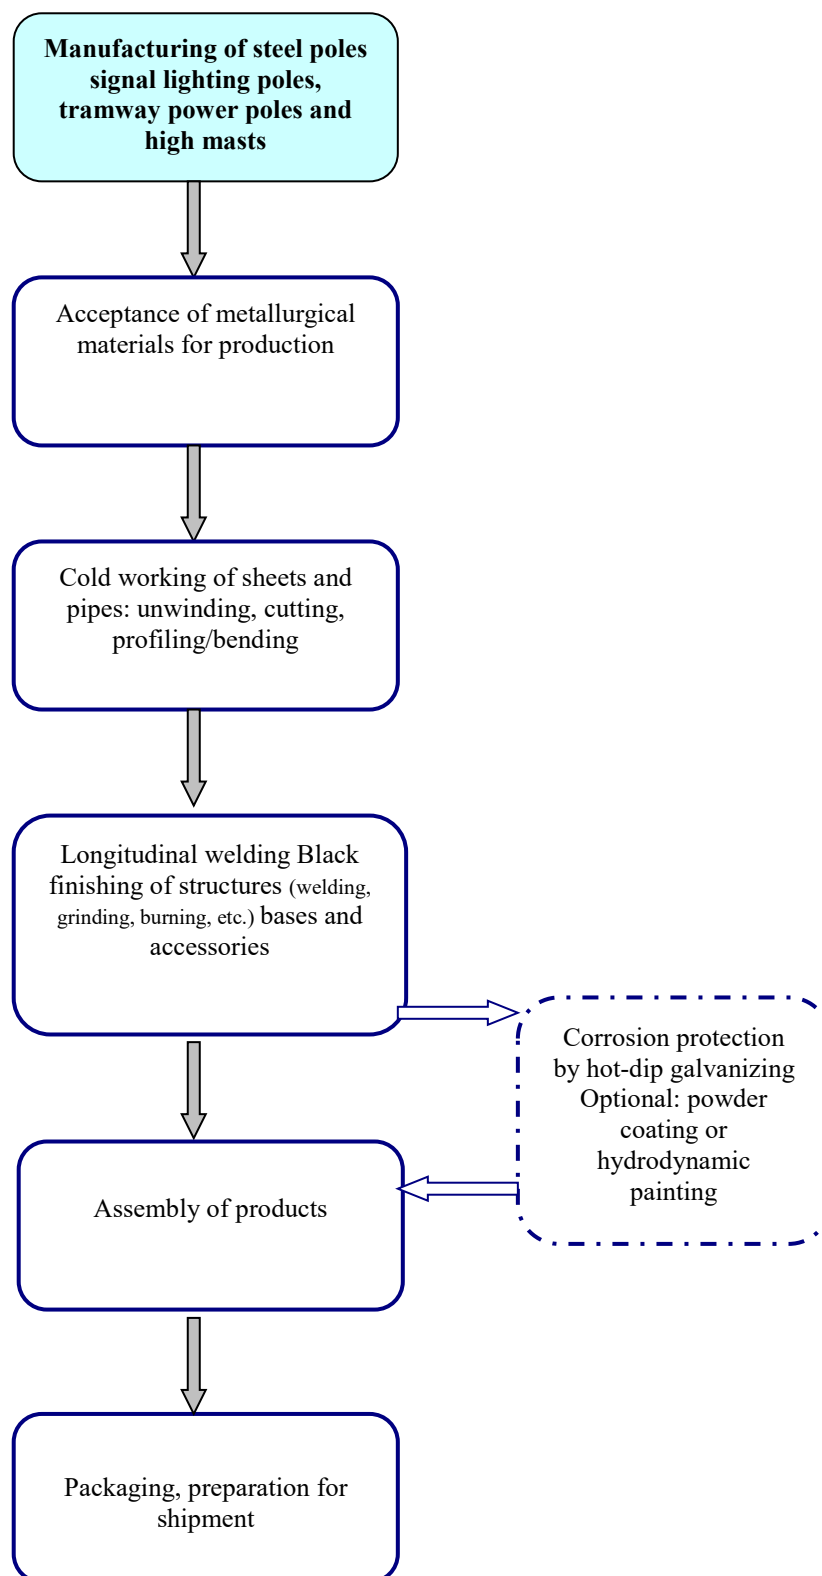 Manufacturing of steel poles
signal lighting poles,
tramway power poles and
high masts
Acceptance of metallurgical
materials for production
Cold working of sheets and
pipes: unwinding, cutting,
profiling/bending
Longitudinal welding Black
finishing of structures (welding,
grinding, burning, etc.) bases and
accessories
Corrosion protection
by hot-dip galvanizing
Optional: powder
coating or
hydrodynamic
painting
Assembly of products
Packaging, preparation for
shipment